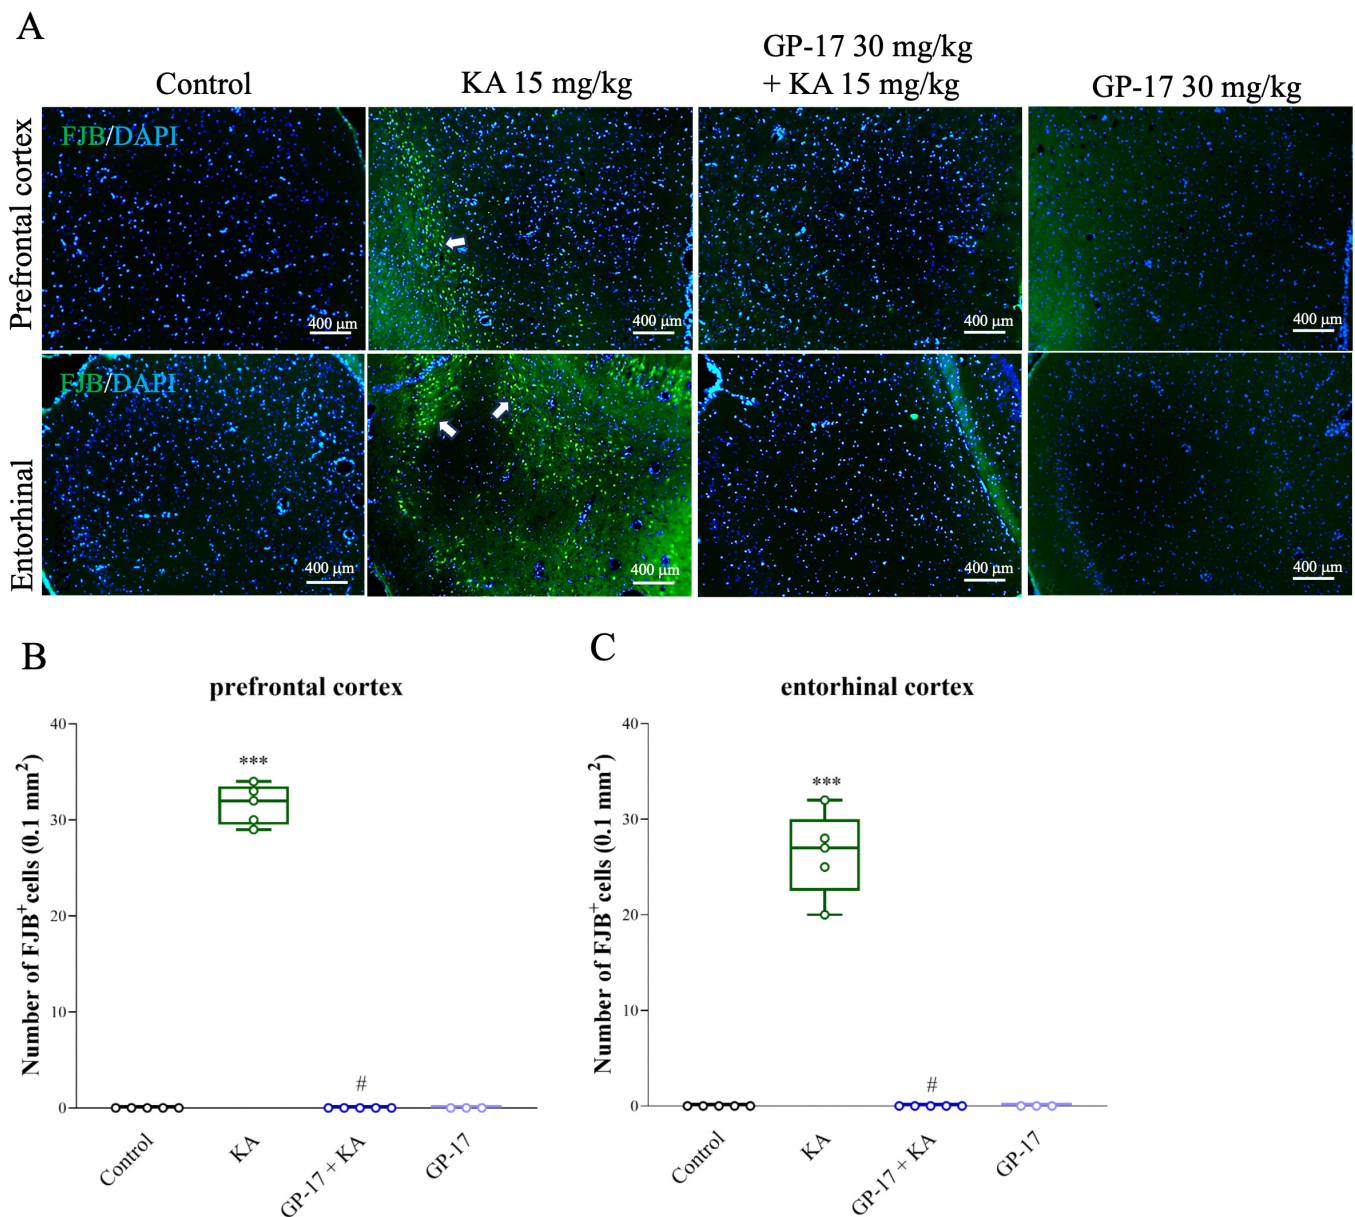 A
Control
KA 15 mg/kg
GP-17 30 mg/kg
+ KA 15 mg/kg
GP-17 30 mg/kg
Prefrontal cortex
FJB/DAPI
400 μm
400 μm
400 μm
400 μm
Entorhinal
FJB/DAPI
400 μm
400 μm
400 μm
400 μm
B
prefrontal cortex
Number of FJB+ cells (0.1 mm2)
40
30
20
10
0
***
#
Control
KA
GP-17 + KA
GP-17
C
entorhinal cortex
Number of FJB+ cells (0.1 mm2)
40
30
20
10
0
***
#
Control
KA
GP-17 + KA
GP-17